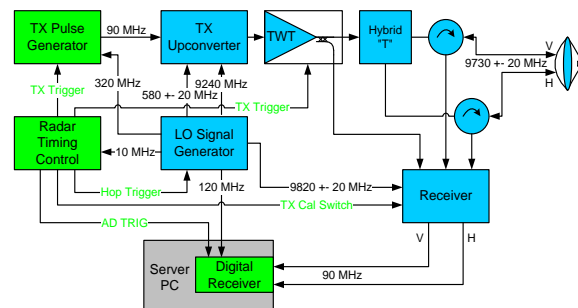 TX Pulse
Generator
90 MHz
TX
Upconverter
TWT
Hybrid
"T"
V
9730 +- 20 MHz
H
320 MHz
9240 MHz
580 +- 20 MHz
TX Trigger
TX Trigger
Radar
Timing
Control
10 MHz
LO Signal
Generator
Hop Trigger
120 MHz
9820 +- 20 MHz
TX Cal Switch
Receiver
AD TRIG
V
H
Server
PC
Digital
Receiver
90 MHz